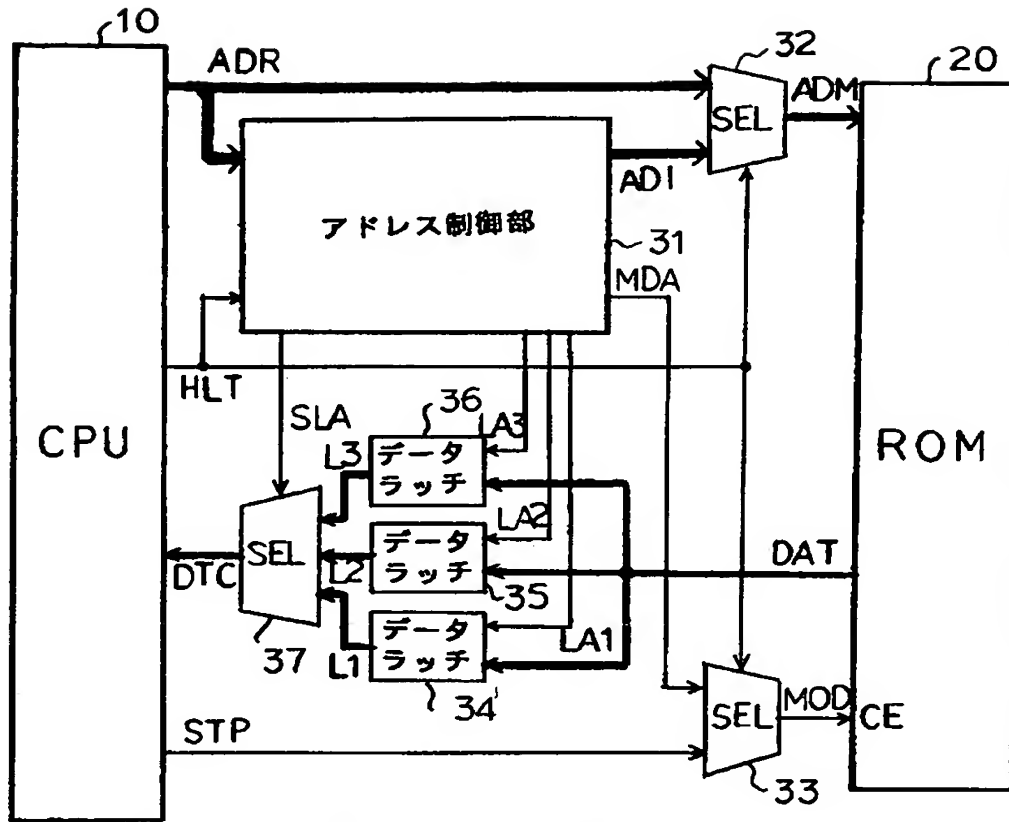 10
ADR
32
20
SEL
ADM
ADI
アドレス制御部
31
MDA
HLT
SLA
36
LA3
L3
データ
ラッチ
CPU
ROM
LA2
SEL
データ
ラッチ
DAT
DTC
L2
35
LA1
データ
ラッチ
37
L1
34
STP
SEL
MOD
CE
33